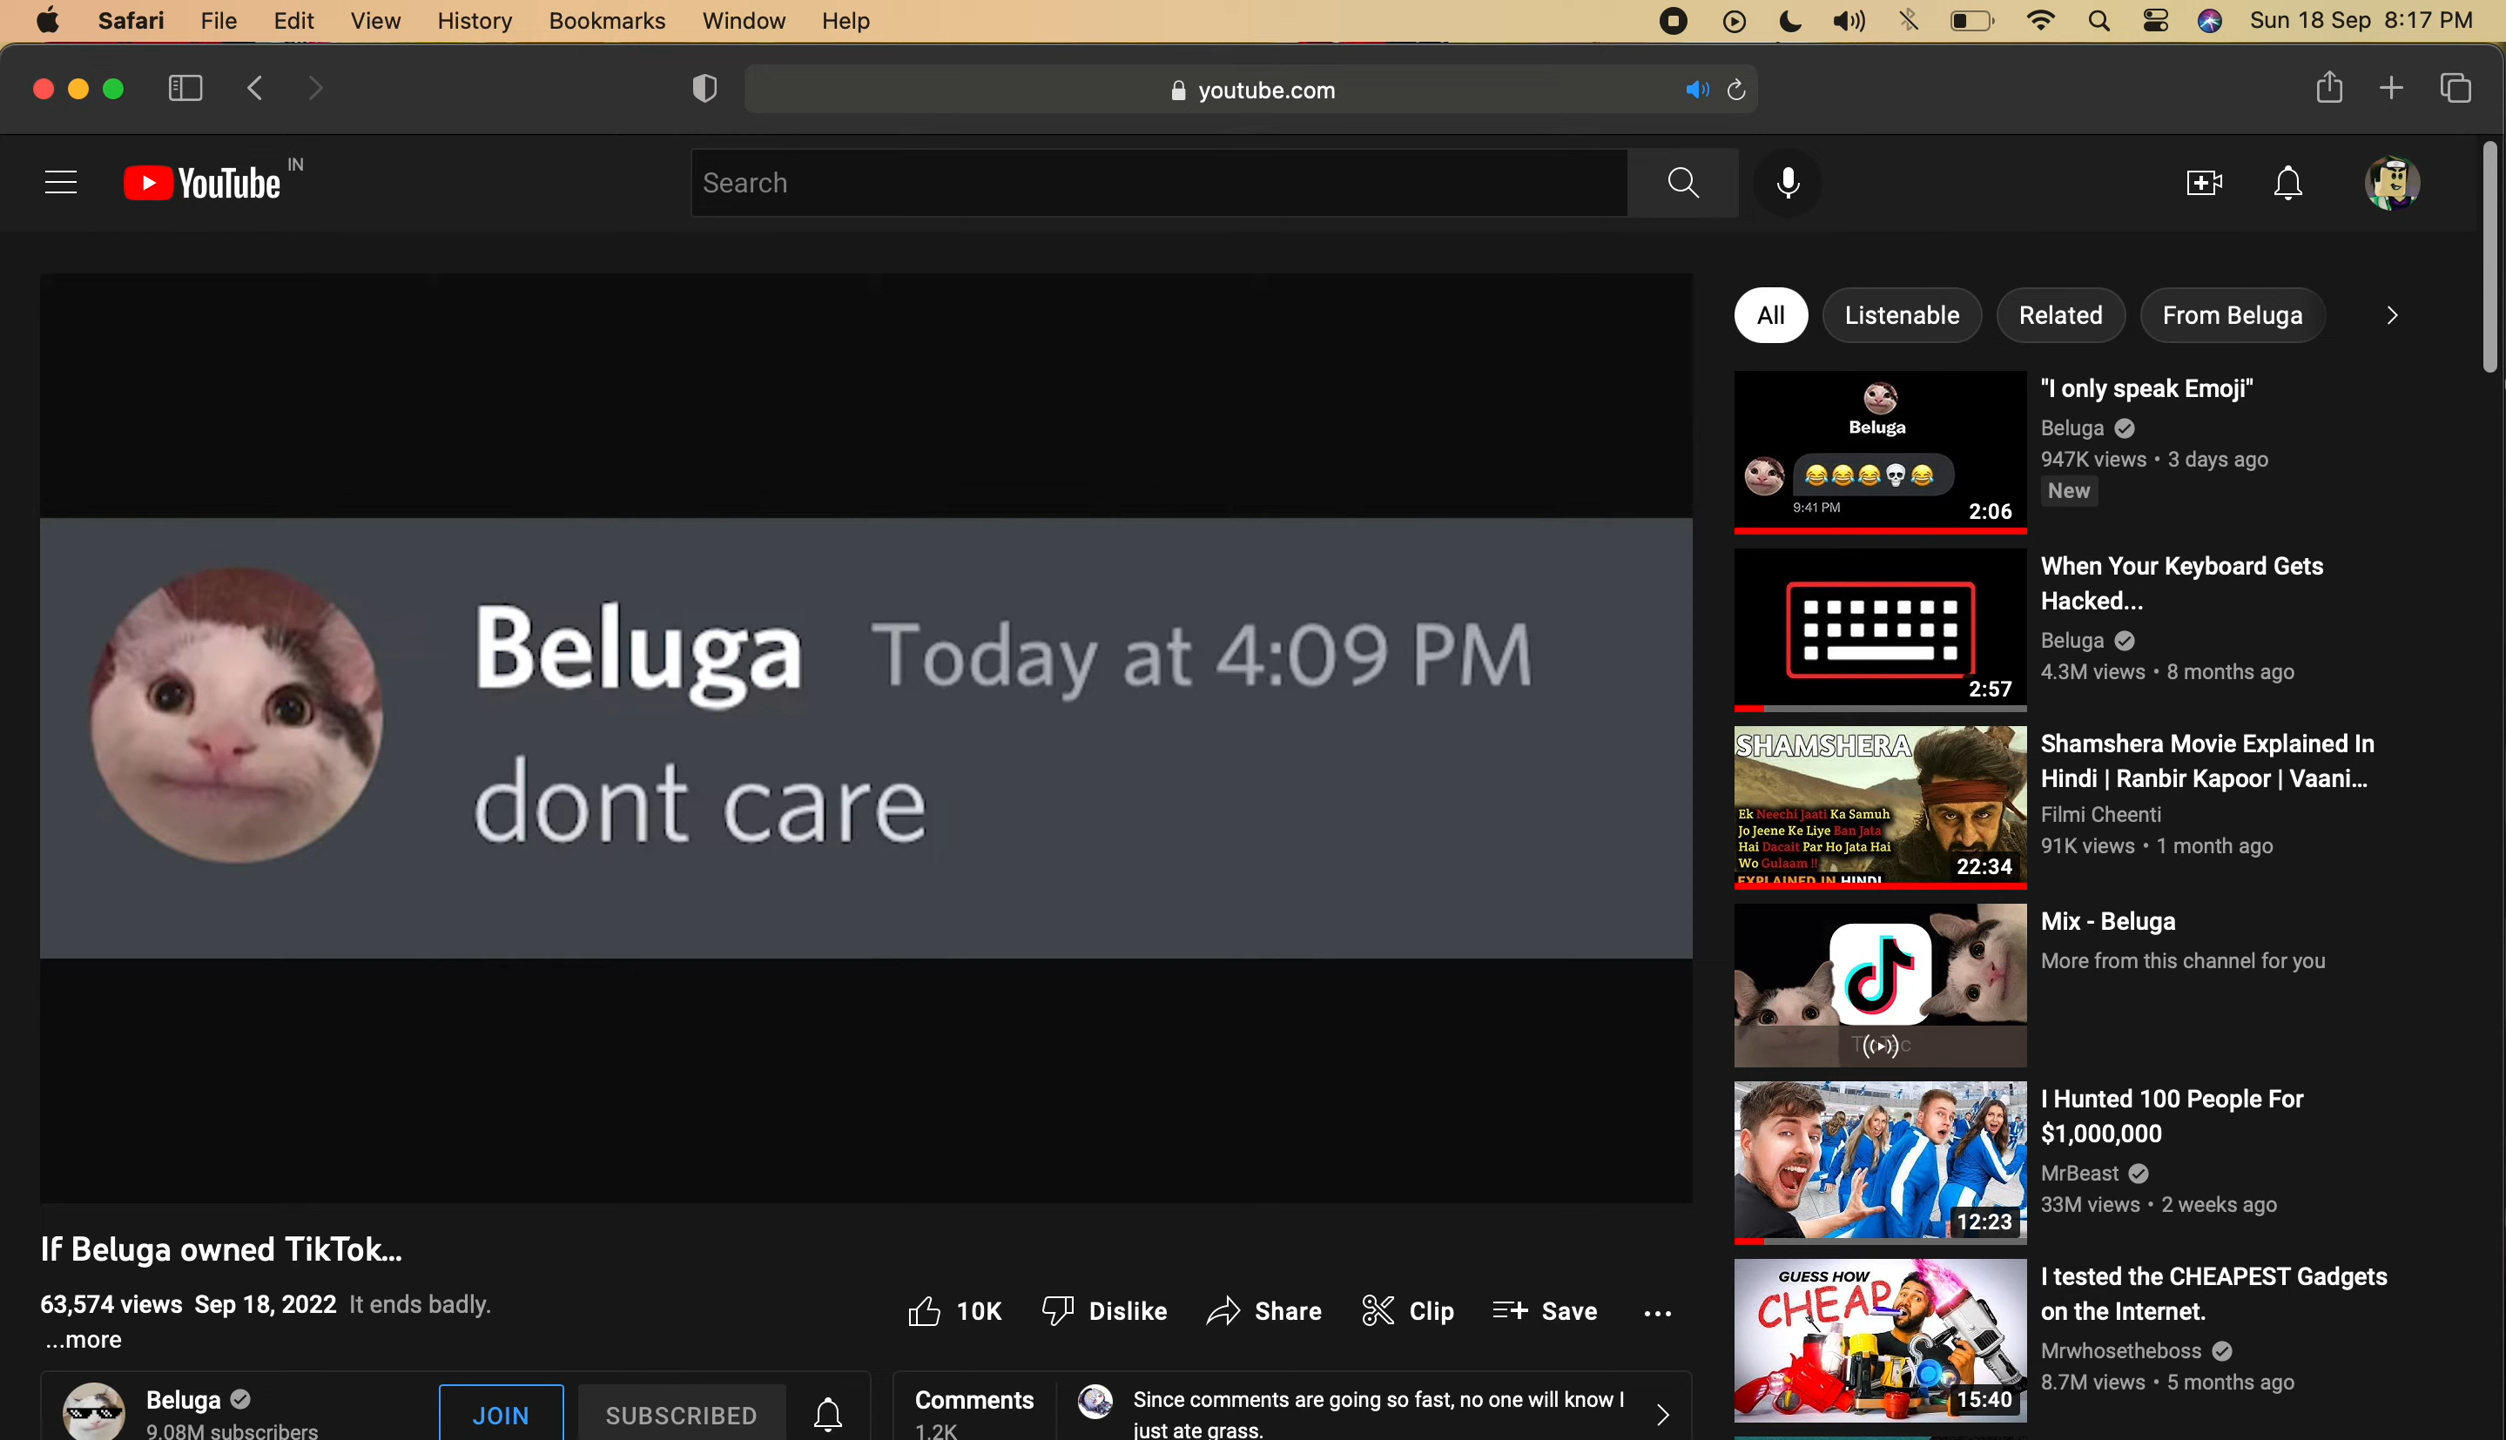 Safari File Edit View History Bookmarks Window Help
Sun 18 Sep 8:17 PM
youtube.com
YouTube IN
Search
Beluga Today at 4:09 PM
dont care
If Beluga owned TikTok...
63,574 views Sep 18, 2022 It ends badly.
...more
10K Dislike Share Clip Save
Beluga
9.08M subscribers
JOIN
SUBSCRIBED
Comments
1.2K
Since comments are going so fast, no one will know I
just ate grass.
All Listenable Related From Beluga
Beluga
9:41 PM
2:06
"I only speak Emoji"
Beluga
947K views • 3 days ago
New
2:57
When Your Keyboard Gets
Hacked...
Beluga
4.3M views • 8 months ago
SHAMSHERA
Ek Neechi Jaati Ka Samuh
Jo Jeene Ke Liye Ban Jata
Hai Dacait Par Ho Jata Hai
Wo Gulaam !!
EXPLAINED IN HINDI
22:34
Shamshera Movie Explained In
Hindi | Ranbir Kapoor | Vaani...
Filmi Cheenti
91K views • 1 month ago
Mix - Beluga
More from this channel for you
12:23
I Hunted 100 People For
$1,000,000
MrBeast
33M views • 2 weeks ago
GUESS HOW
CHEAP
15:40
I tested the CHEAPEST Gadgets
on the Internet.
Mrwhosetheboss
8.7M views • 5 months ago